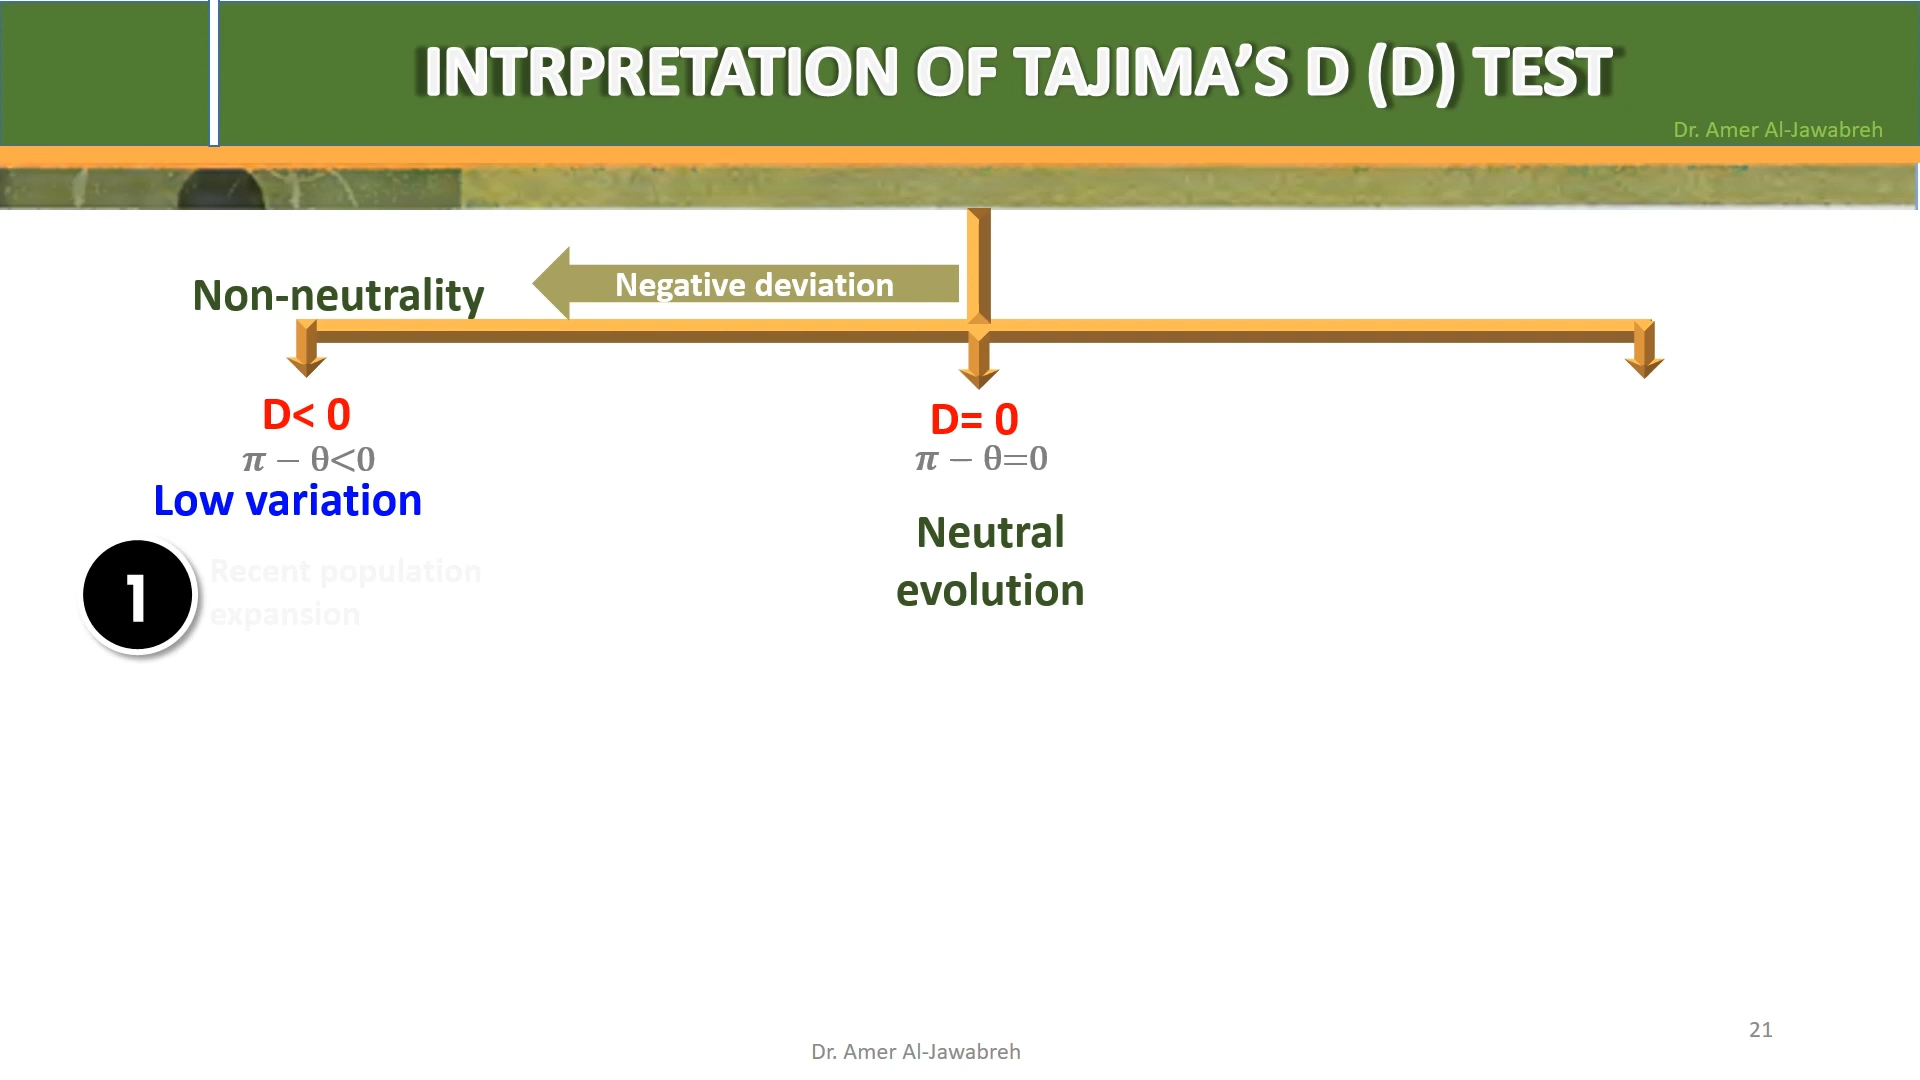 INTRPRETATION OF TAJIMA’S D (D) TEST
Dr. Amer Al-Jawabreh
Negative deviation
Non-neutrality
D< 0
π − θ<0
Low variation
1
Recent population
expansion
D= 0
π − θ=0
Neutral
evolution
21
Dr. Amer Al-Jawabreh